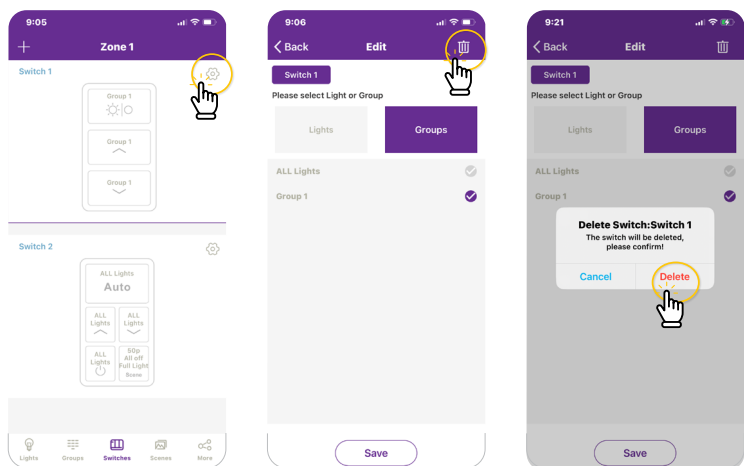 9:05
Zone 1
Switch 1
Group 1
Group 1
Group 1
Switch 2
ALL Lights
Auto
ALL
Lights
ALL
Lights
ALL
Lights
50p
All off
Full Light
Scene
Lights
Groups
Switches
Scenes
More
9:06
Back
Edit
Switch 1
Please select Light or Group
Lights
Groups
ALL Lights
Group 1
Save
9:21
Back
Edit
Switch 1
Please select Light or Group
Lights
Groups
ALL Lights
Group 1
Delete Switch:Switch 1
The switch will be deleted,
please confirm!
Cancel
Delete
Save